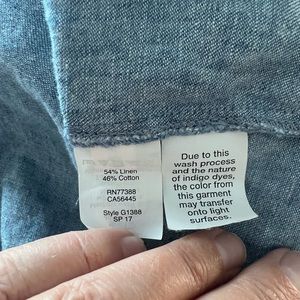 54% Linen
46% Cotton
RN77388
CA56445
Style G1388
SP 17
Due to this
wash process
and the nature
of indigo dyes,
the color from
this garment
may transfer
onto light
surfaces.